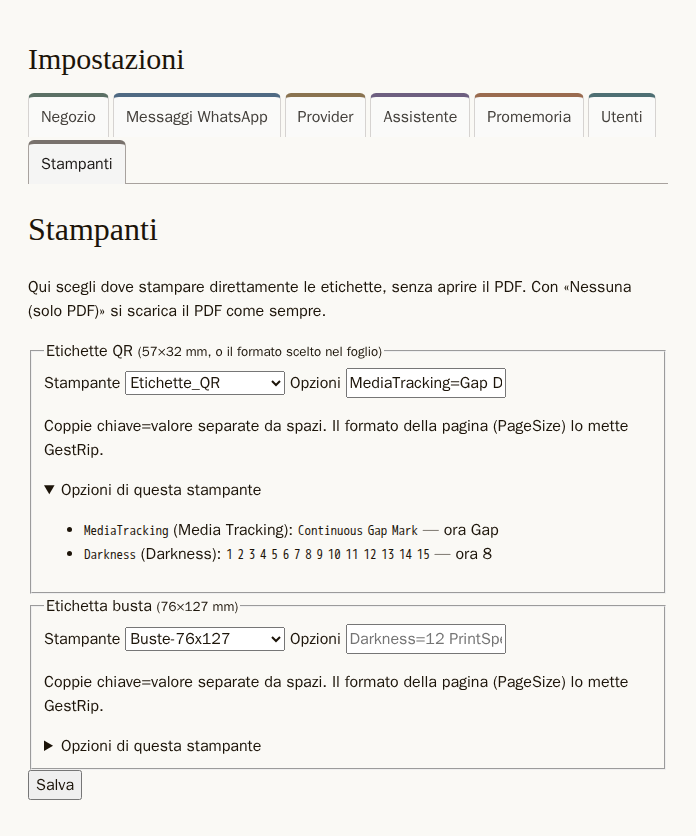 Impostazioni
Negozio Messaggi WhatsApp Provider Assistente Promemoria Utenti
Stampanti
Stampanti
Qui scegli dove stampare direttamente le etichette, senza aprire il PDF. Con «Nessuna
(solo PDF)» si scarica il PDF come sempre.
Etichette QR (57×32 mm, o il formato scelto nel foglio)
Stampante Etichette_QR Opzioni MediaTracking=Gap D
Coppie chiave=valore separate da spazi. Il formato della pagina (PageSize) lo mette
GestRip.
▼ Opzioni di questa stampante
• MediaTracking (Media Tracking): Continuous Gap Mark — ora Gap
• Darkness (Darkness): 1 2 3 4 5 6 7 8 9 10 11 12 13 14 15 — ora 8
Etichetta busta (76×127 mm)
Stampante Buste-76x127 Opzioni Darkness=12 PrintSpe
Coppie chiave=valore separate da spazi. Il formato della pagina (PageSize) lo mette
GestRip.
▶ Opzioni di questa stampante
Salva